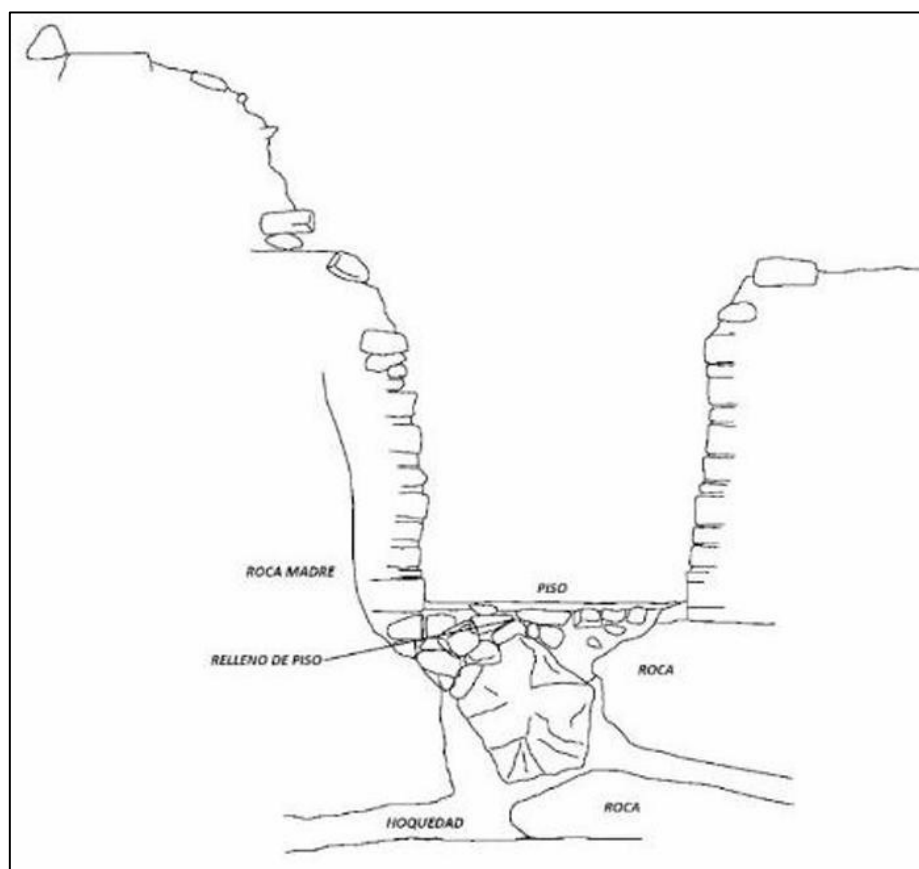 ROCA MADRE
PISO
RELLENO DE PISO
ROCA
HOQUEDAD
ROCA